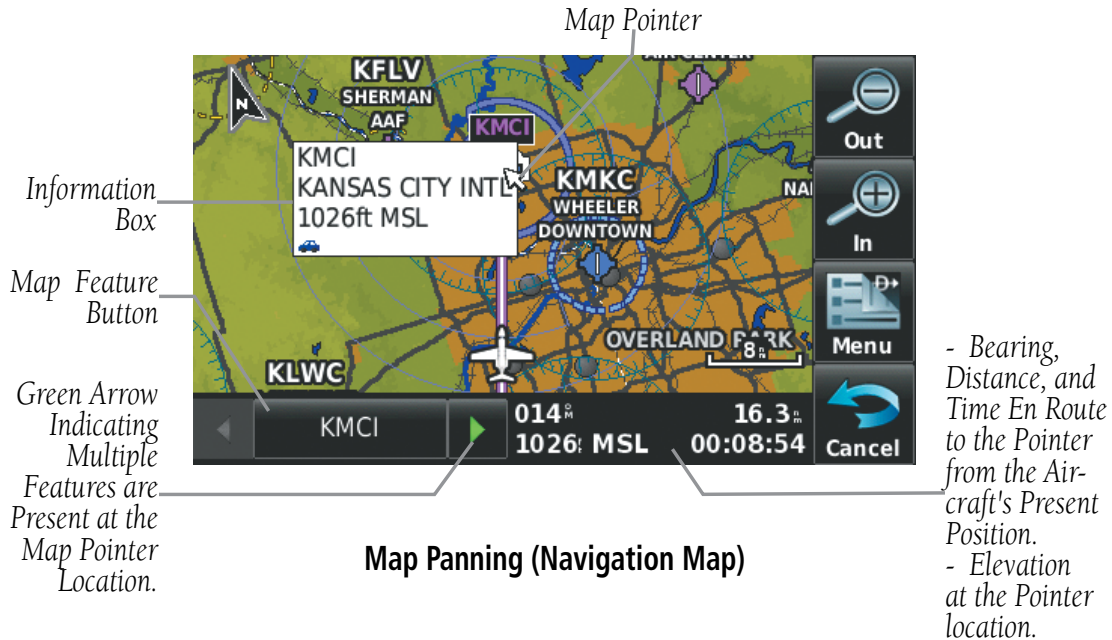 Map Pointer
KFLV
SHERMAN
AAF
KMCI
KMCI
KANSAS CITY INTL
1026ft MSL
KMKC
WHEELER
DOWNTOWN
OVERLAND PARK
8
KLWC
N
Out
In
Menu
Cancel
KMCI
014°M
16.3
1026 MSL
00:08:54
Information
Box
Map Feature
Button
Green Arrow
Indicating
Multiple
Features are
Present at the
Map Pointer
Location.
- Bearing,
Distance, and
Time En Route
to the Pointer
from the Air-
craft's Present
Position.
- Elevation
at the Pointer
location.
Map Panning (Navigation Map)